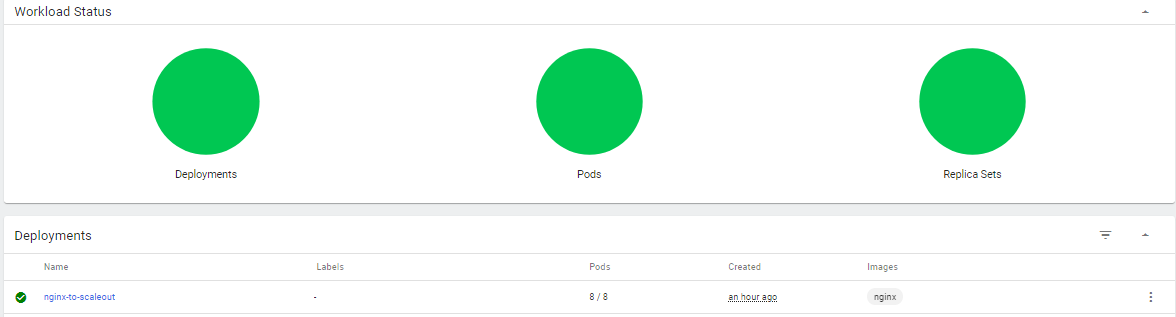 Workload Status
Deployments Pods Replica Sets
Deployments
Name Labels Pods Created Images
nginx-to-scaleout - 8 / 8 an hour ago nginx